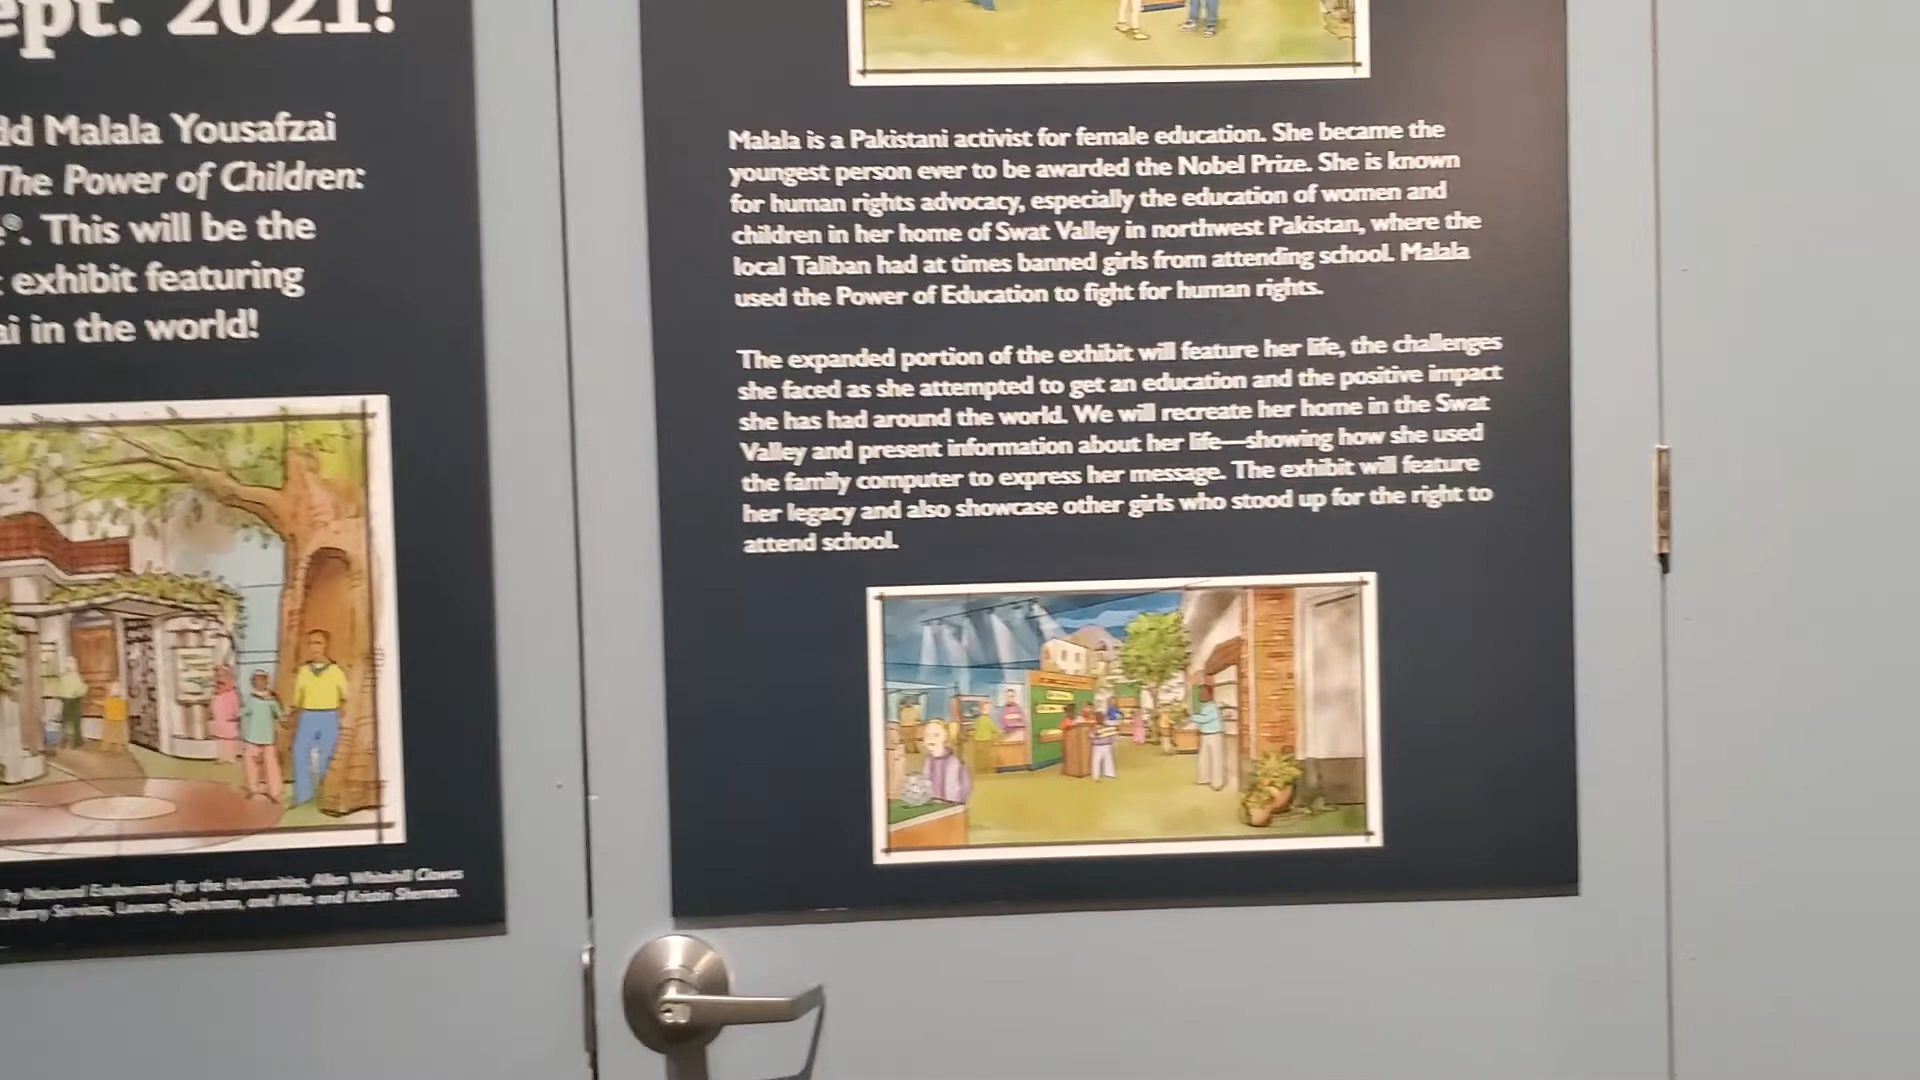 ept. 2021!
dd Malala Yousafzai
The Power of Children:
e®. This will be the
t exhibit featuring
ai in the world!
by National Endowment for the Humanities, Allen Whitehill Clowes
Library Services, and Mike and Kristin Sherman.
Malala is a Pakistani activist for female education. She became the
youngest person ever to be awarded the Nobel Prize. She is known
for human rights advocacy, especially the education of women and
children in her home of Swat Valley in northwest Pakistan, where the
local Taliban had at times banned girls from attending school. Malala
used the Power of Education to fight for human rights.
The expanded portion of the exhibit will feature her life, the challenges
she faced as she attempted to get an education and the positive impact
she has had around the world. We will recreate her home in the Swat
Valley and present information about her life—showing how she used
the family computer to express her message. The exhibit will feature
her legacy and also showcase other girls who stood up for the right to
attend school.